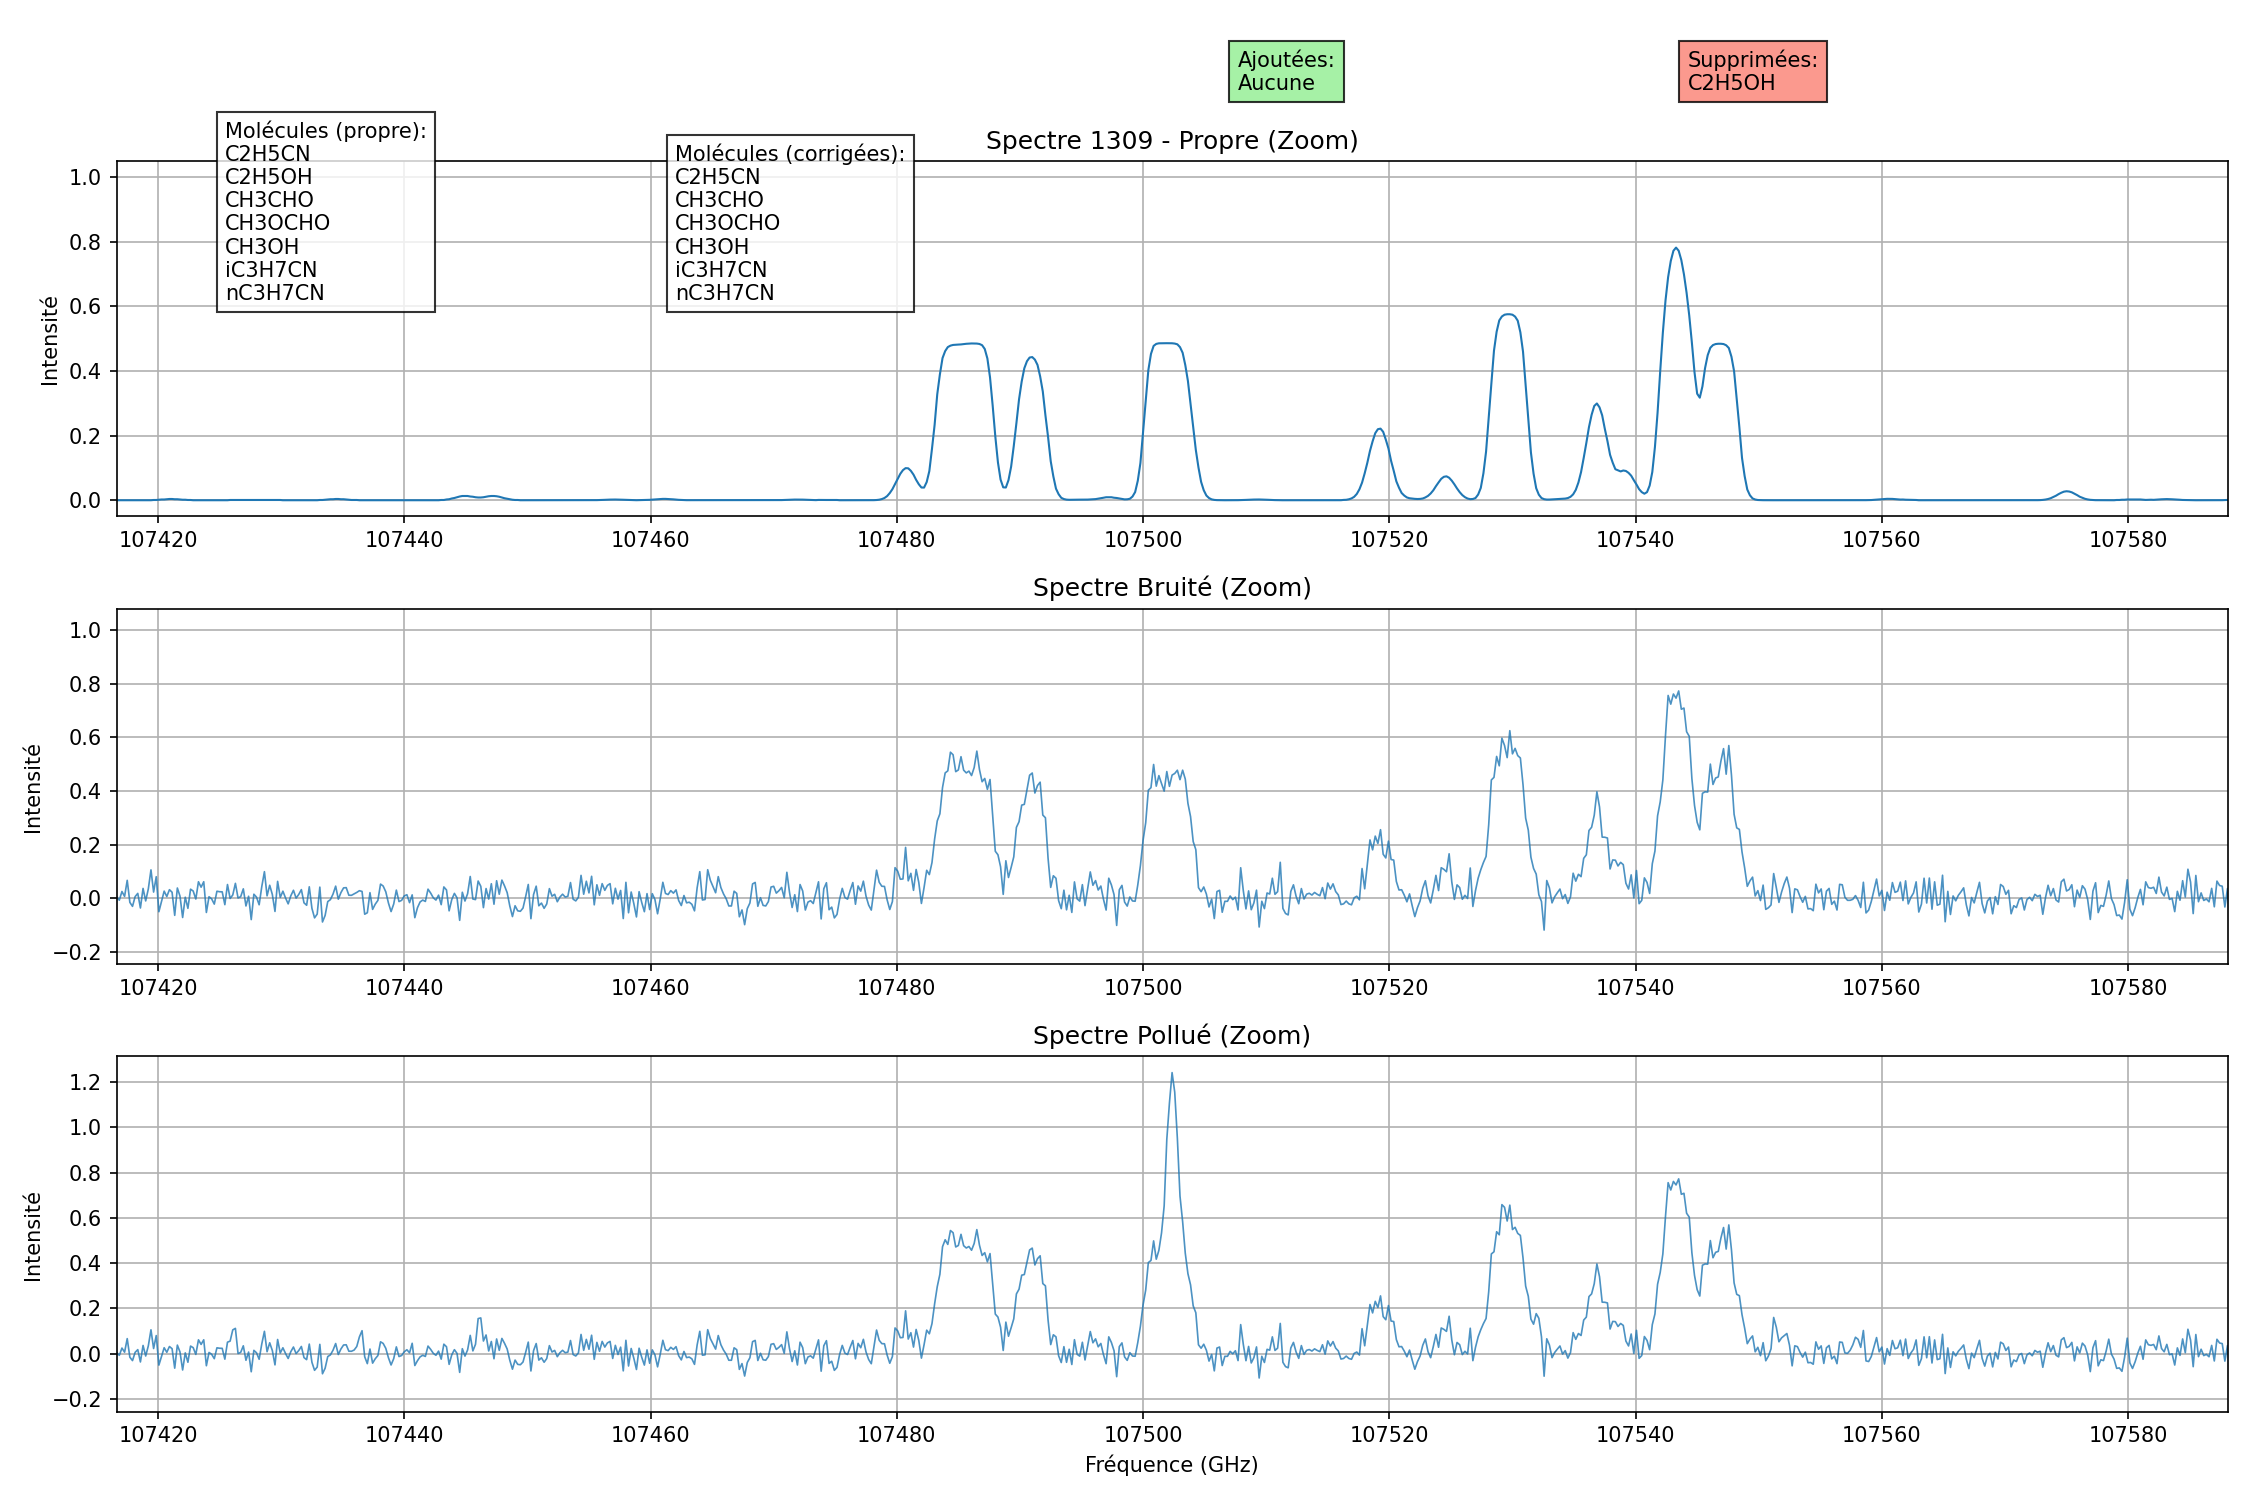 Ajoutées:
Aucune
Supprimées:
C2H5OH
Molécules (propre):
C2H5CN
C2H5OH
CH3CHO
CH3OCHO
CH3OH
iC3H7CN
nC3H7CN
Molécules (corrigées):
C2H5CN
CH3CHO
CH3OCHO
CH3OH
iC3H7CN
nC3H7CN
Spectre 1309 - Propre (Zoom)
Intensité
1.0
0.8
0.6
0.4
0.2
0.0
107420 107440 107460 107480 107500 107520 107540 107560 107580
Spectre Bruité (Zoom)
Intensité
1.0
0.8
0.6
0.4
0.2
0.0
−0.2
107420 107440 107460 107480 107500 107520 107540 107560 107580
Spectre Pollué (Zoom)
Intensité
1.2
1.0
0.8
0.6
0.4
0.2
0.0
−0.2
107420 107440 107460 107480 107500 107520 107540 107560 107580
Fréquence (GHz)